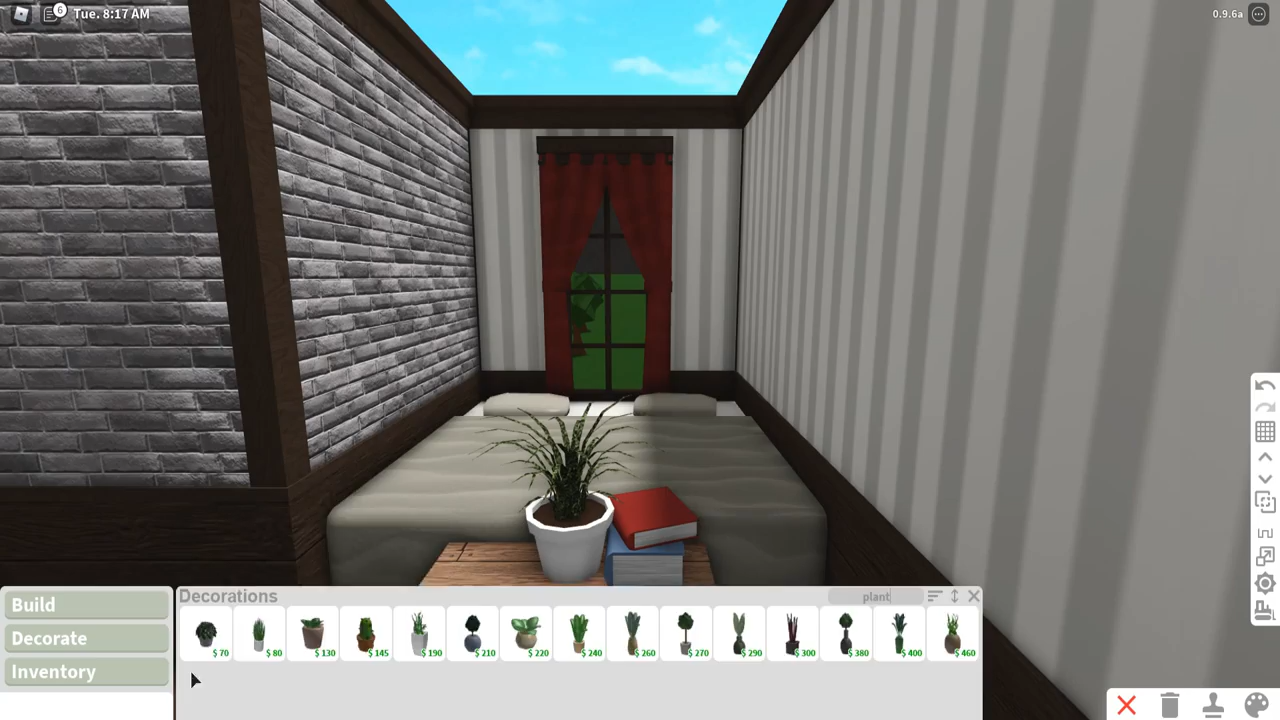 6 Tue. 8:17 AM
0.9.6a
Build
Decorate
Inventory
Decorations
plant
$ 70 $ 80 $ 130 $ 145 $ 190 $ 210 $ 220 $ 240 $ 260 $ 270 $ 290 $ 300 $ 380 $ 400 $ 460